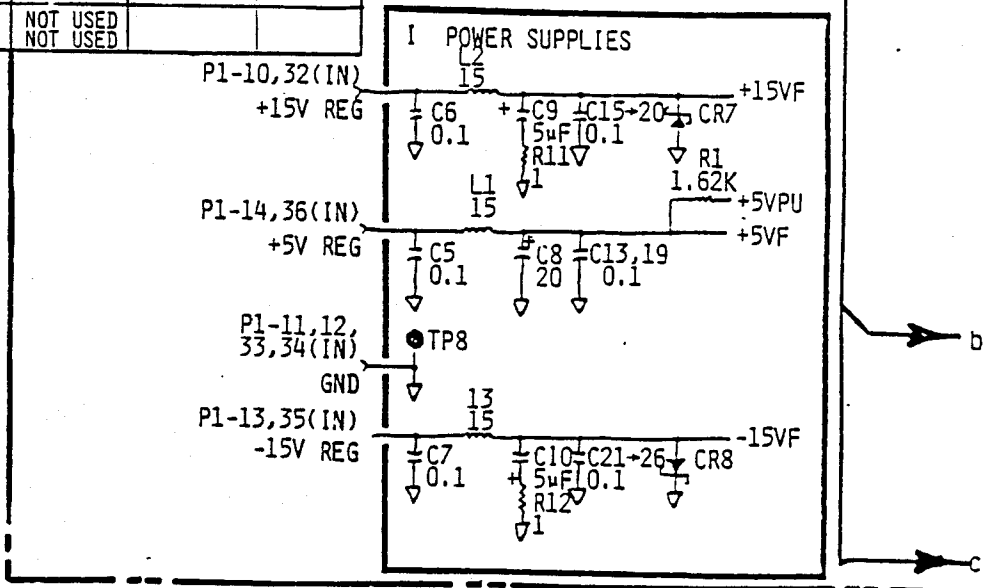 NOT USED
NOT USED
I POWER SUPPLIES
L2
15
P1-10,32(IN)
+15V REG
C6
0.1
+
C9
5µF
R11
1
C15→20
0.1
CR7
+15VF
R1
1.62K
+5VPU
L1
15
P1-14,36(IN)
+5V REG
+5VF
C5
0.1
+
C8
20
C13,19
0.1
P1-11,12,
33,34(IN)
GND
TP8
b
13
15
P1-13,35(IN)
-15V REG
-15VF
C7
0.1
C10
+
5µF
R12
1
C21→26
0.1
CR8
c